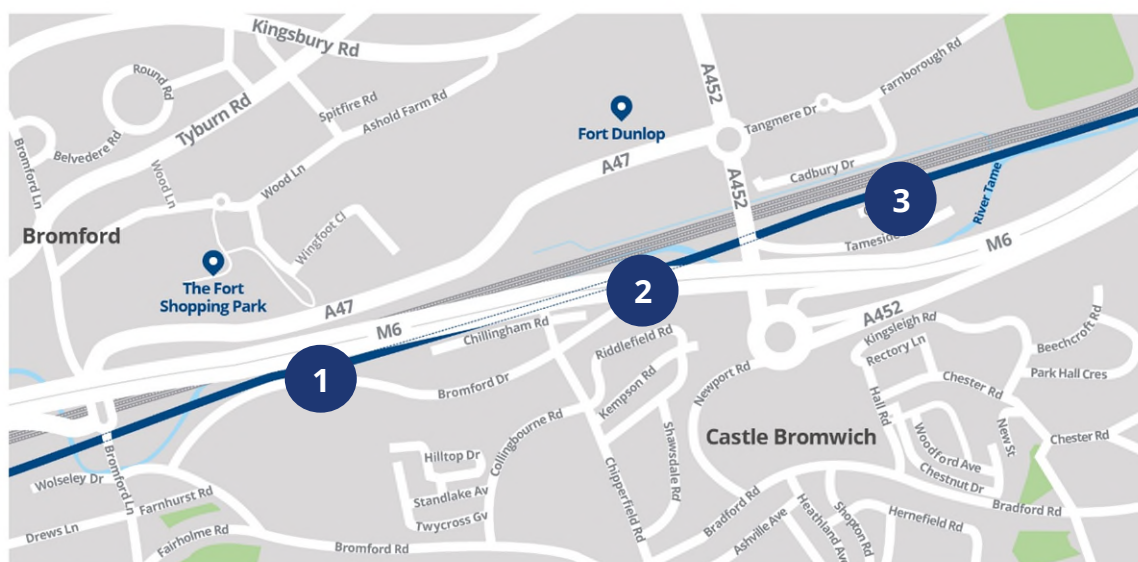 Kingsbury Rd
A452
Farnborough Rd
Round Rd
Spitfire Rd
Ashold Farm Rd
Tyburn Rd
Fort Dunlop
Tangmere Dr
Belvedere Rd
Bromford Ln
Wood Ln
Wood Ln
A47
Cadbury Dr
A452
3
River Tame
Wingfoot Cl
Bromford
Tameside
M6
The Fort
Shopping Park
2
A47
M6
A452
Chillingham Rd
Kingsleigh Rd
Riddlefield Rd
Rectory Ln
Beechcroft Rd
1
Bromford Dr
Kempson Rd
Newport Rd
Chester Rd
Park Hall Cres
Hall Rd
Collingbourne Rd
Shawsdale Rd
Castle Bromwich
Woodford Ave
New St
Chester Rd
Hilltop Dr
Bromford Ln
Chipperfield Rd
Wolseley Dr
Standlake Av
Chestnut Dr
Farnhurst Rd
Bradford Rd
Bradford Rd
Twycross Gv
Heathland Ave
Shopton Rd
Hernefield Rd
Drews Ln
Fairholme Rd
Ashville Ave
Bromford Rd